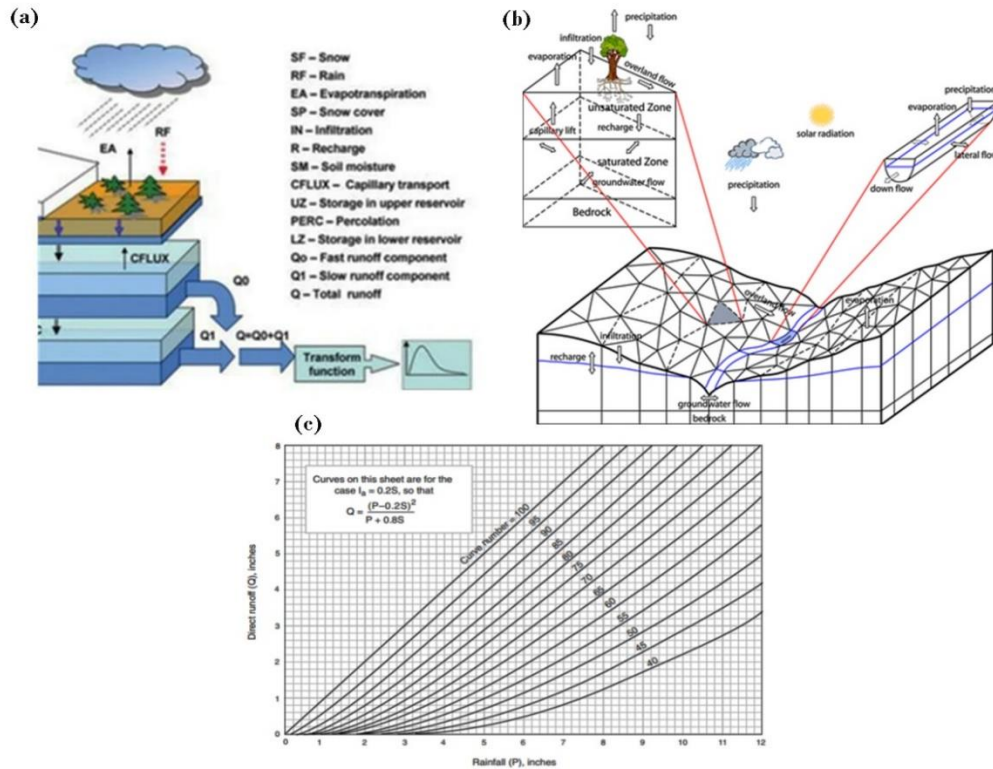 (a)
SF – Snow
RF – Rain
EA – Evapotranspiration
SP – Snow cover
IN – Infiltration
R – Recharge
SM – Soil moisture
CFLUX – Capillary transport
UZ – Storage in upper reservoir
PERC – Percolation
LZ – Storage in lower reservoir
Qo – Fast runoff component
Q1 – Slow runoff component
Q – Total runoff
RF
EA
CFLUX
Q0
C
Q1
Q=Q0+Q1
Transform
function
(b)
precipitation
infiltration
evaporation
overland flow
unsaturated Zone
capillary lift
recharge
saturated Zone
groundwater flow
Bedrock
solar radiation
precipitation
precipitation
evaporation
lateral flow
down flow
overland flow
evaporation
infiltration
recharge
groundwater flow
bedrock
(c)
Curves on this sheet are for the
case Ia = 0.2S, so that
Q = (P–0.2S)2
P + 0.8S
Curve number = 100
95
90
85
80
75
70
65
60
55
50
45
40
8
7
6
5
4
3
2
1
0
Direct runoff (Q), inches
0 1 2 3 4 5 6 7 8 9 10 11 12
Rainfall (P), inches